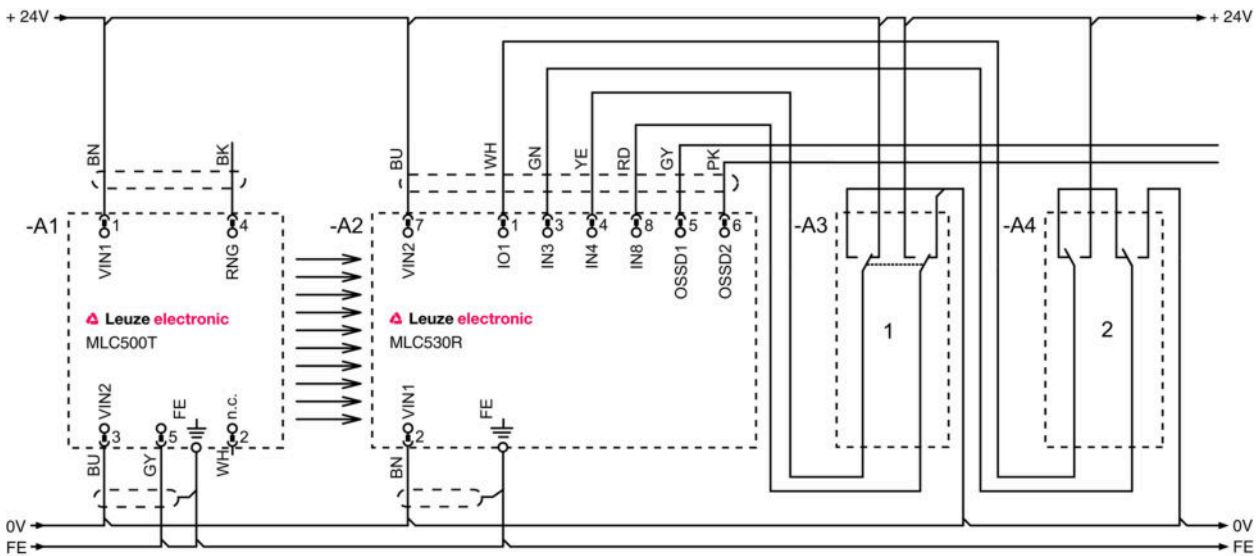 + 24V
+ 24V
BN
BK
BU
WH
GN
YE
RD
GY
PK
-A1
1
4
-A2
7
1
3
4
8
5
6
-A3
-A4
VIN1
RNG
VIN2
IO1
IN3
IN4
IN8
OSSD1
OSSD2
Leuze electronic
MLC500T
Leuze electronic
MLC530R
1
2
VIN2
FE
n.c.
VIN1
FE
3
5
2
2
BU
GY
WH
BN
0V
0V
FE
FE